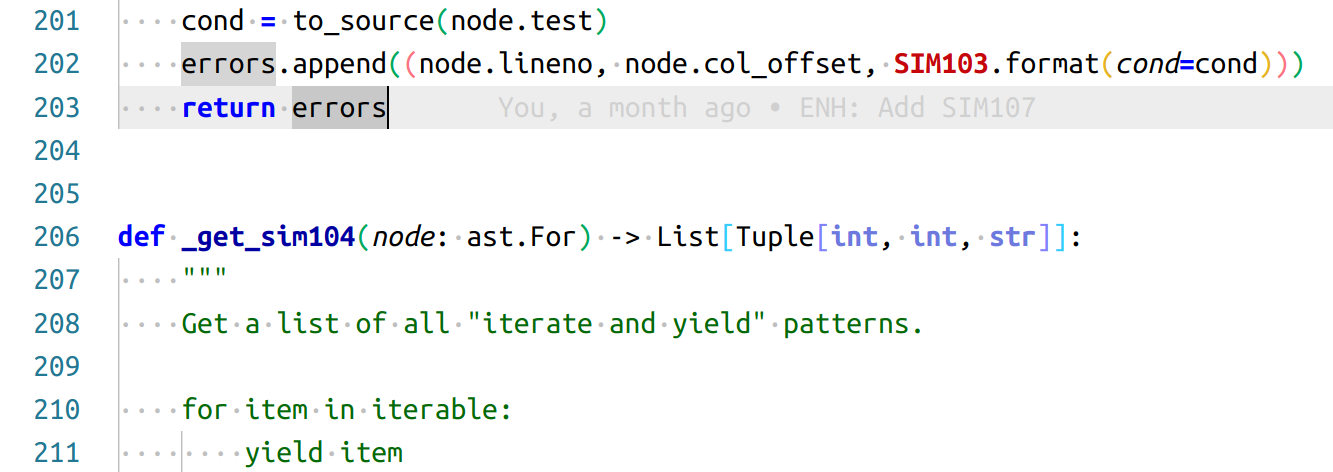 201 cond = to_source(node.test)
202 errors.append((node.lineno, node.col_offset, SIM103.format(cond=cond)))
203 return errors You, a month ago • ENH: Add SIM107
204
205
206 def _get_sim104(node: ast.For) -> List[Tuple[int, int, str]]:
207 """
208 Get a list of all "iterate and yield" patterns.
209
210 for item in iterable:
211 yield item